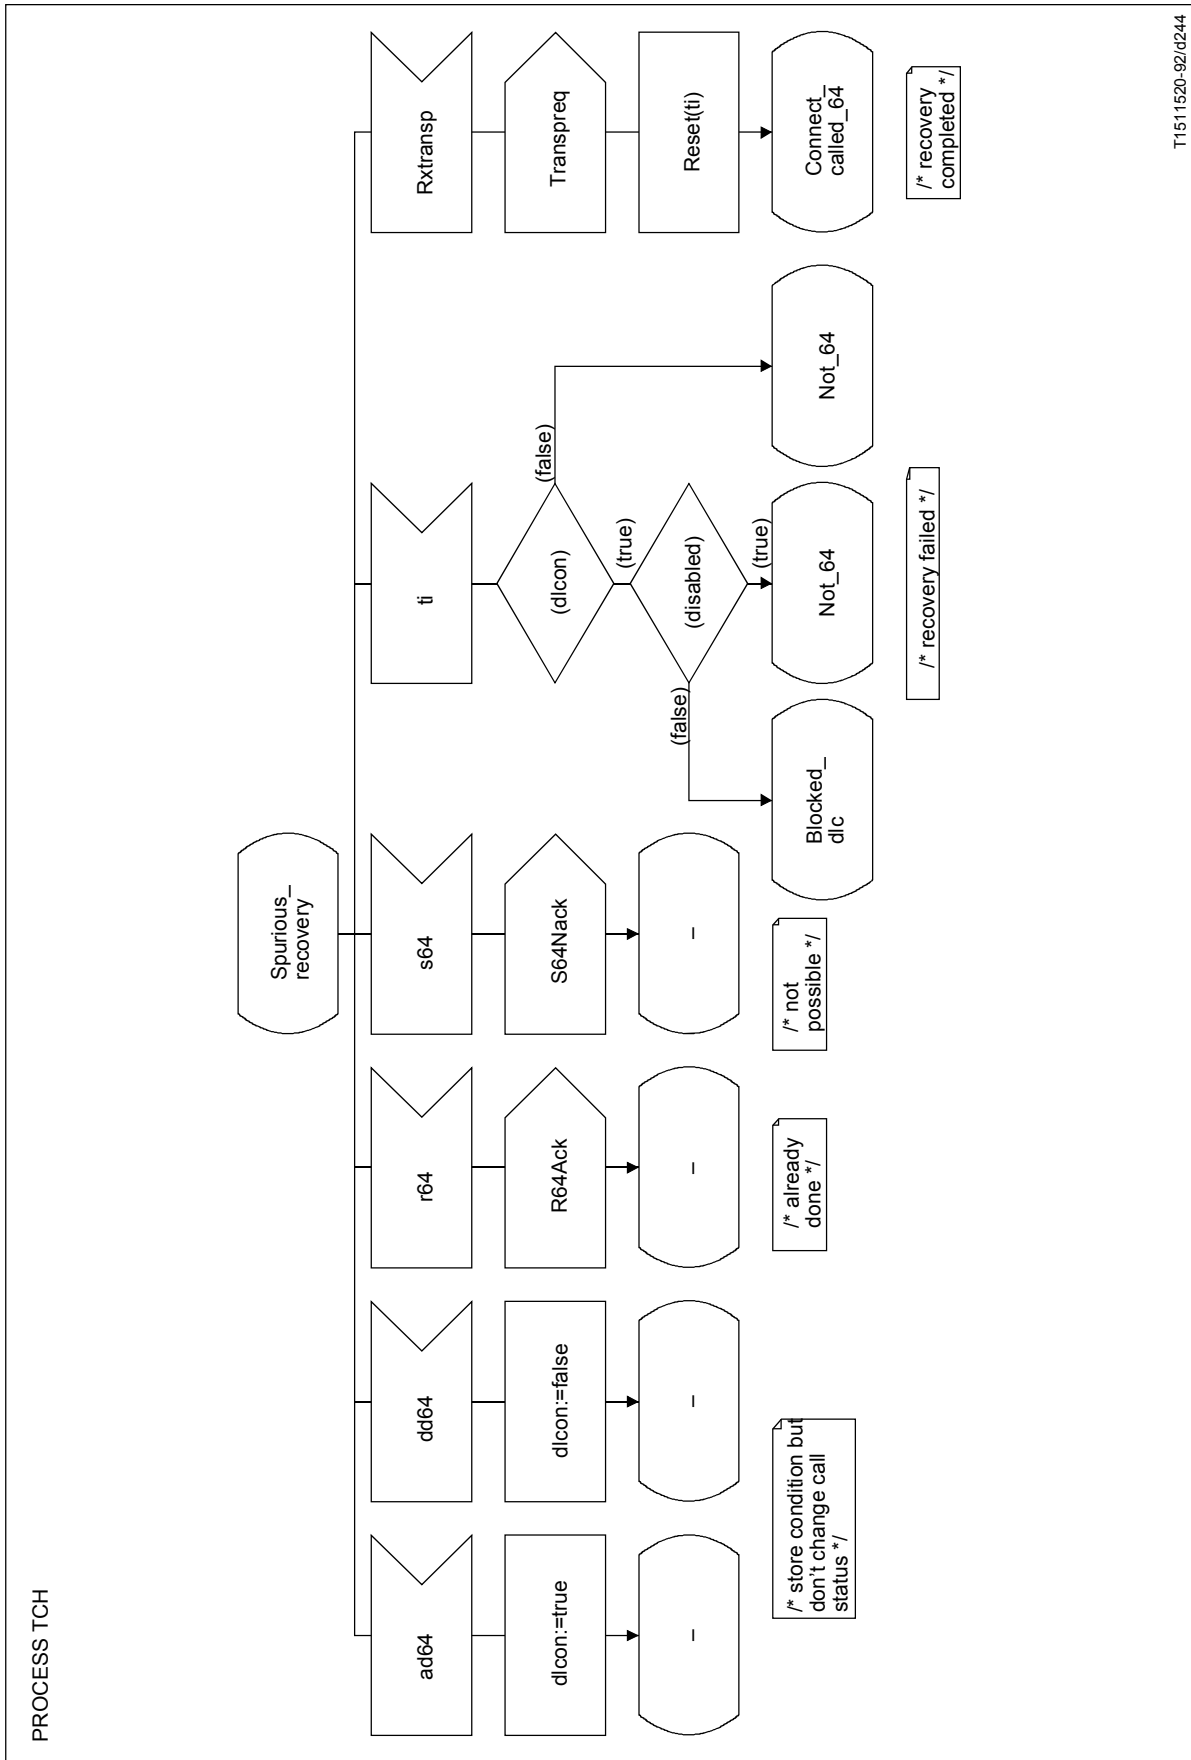 PROCESS TCH
Spurious_
recovery
ad64
dd64
r64
s64
ti
Rxtransp
dlcon:=true
dlcon:=false
R64Ack
S64Nack
(dlcon)
(false)
(true)
Transpreq
–
–
–
–
(disabled)
(false)
(true)
Reset(ti)
/* store condition but
don't change call
status */
/* already
done */
/* not
possible */
Blocked_
dlc
Not_64
Not_64
Connect_
called_64
/* recovery failed */
/* recovery
completed */
T1511520-92/d244